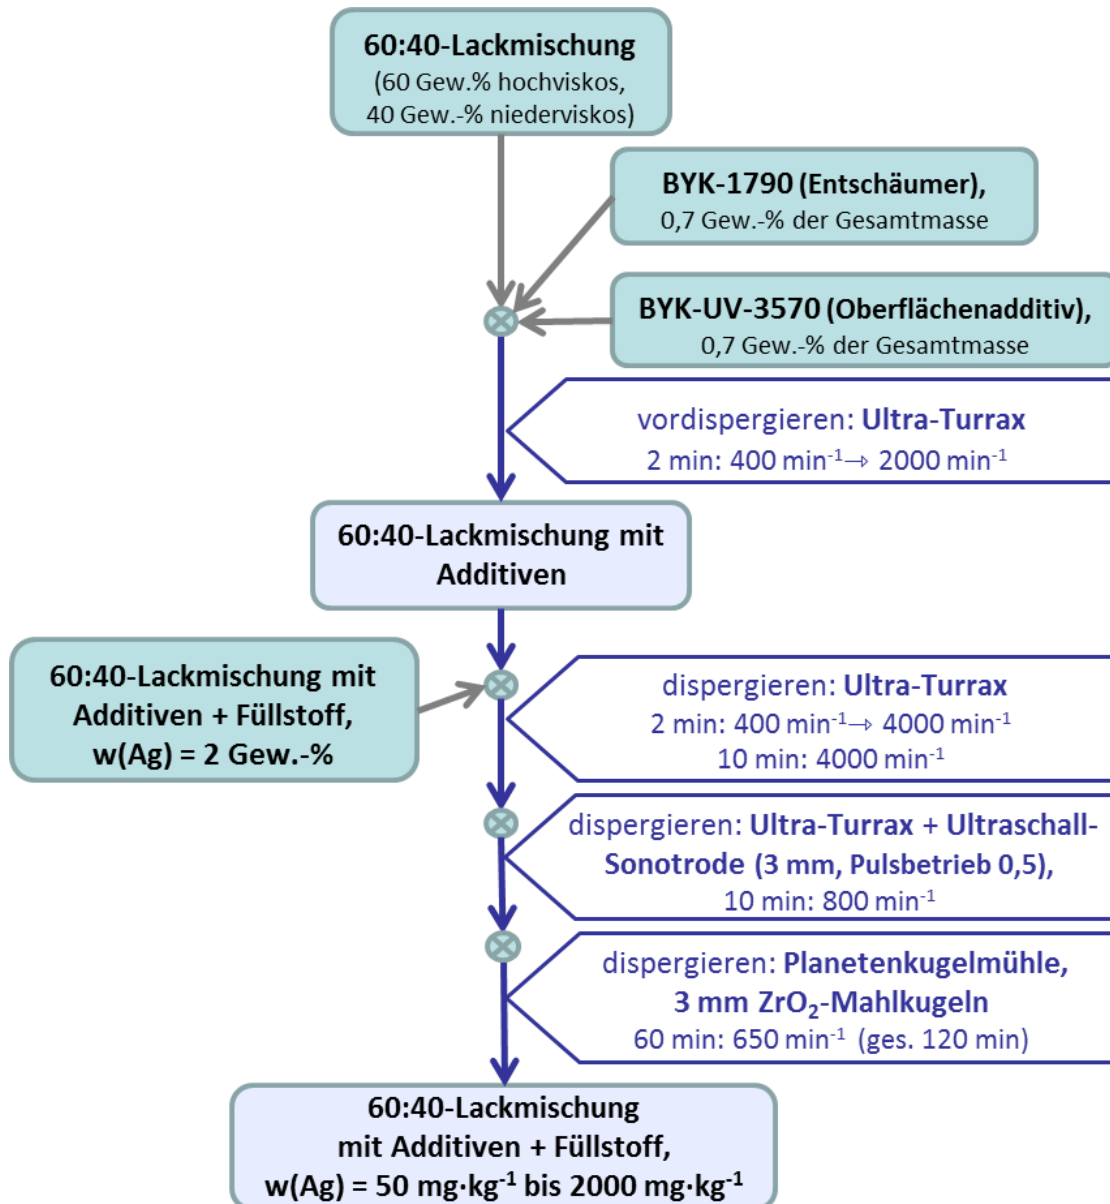 60:40-Lackmischung
(60 Gew.% hochviskos,
40 Gew.-% niederviskos)
BYK-1790 (Entschäumer),
0,7 Gew.-% der Gesamtmasse
BYK-UV-3570 (Oberflächenadditiv),
0,7 Gew.-% der Gesamtmasse
vordispergieren: Ultra-Turrax
2 min: 400 min⁻¹→ 2000 min⁻¹
60:40-Lackmischung mit
Additiven
60:40-Lackmischung mit
Additiven + Füllstoff,
w(Ag) = 2 Gew.-%
dispergieren: Ultra-Turrax
2 min: 400 min⁻¹→ 4000 min⁻¹
10 min: 4000 min⁻¹
dispergieren: Ultra-Turrax + Ultraschall-
Sonotrode (3 mm, Pulsbetrieb 0,5),
10 min: 800 min⁻¹
dispergieren: Planetenkugelmühle,
3 mm ZrO₂-Mahlkugeln
60 min: 650 min⁻¹ (ges. 120 min)
60:40-Lackmischung
mit Additiven + Füllstoff,
w(Ag) = 50 mg·kg⁻¹ bis 2000 mg·kg⁻¹